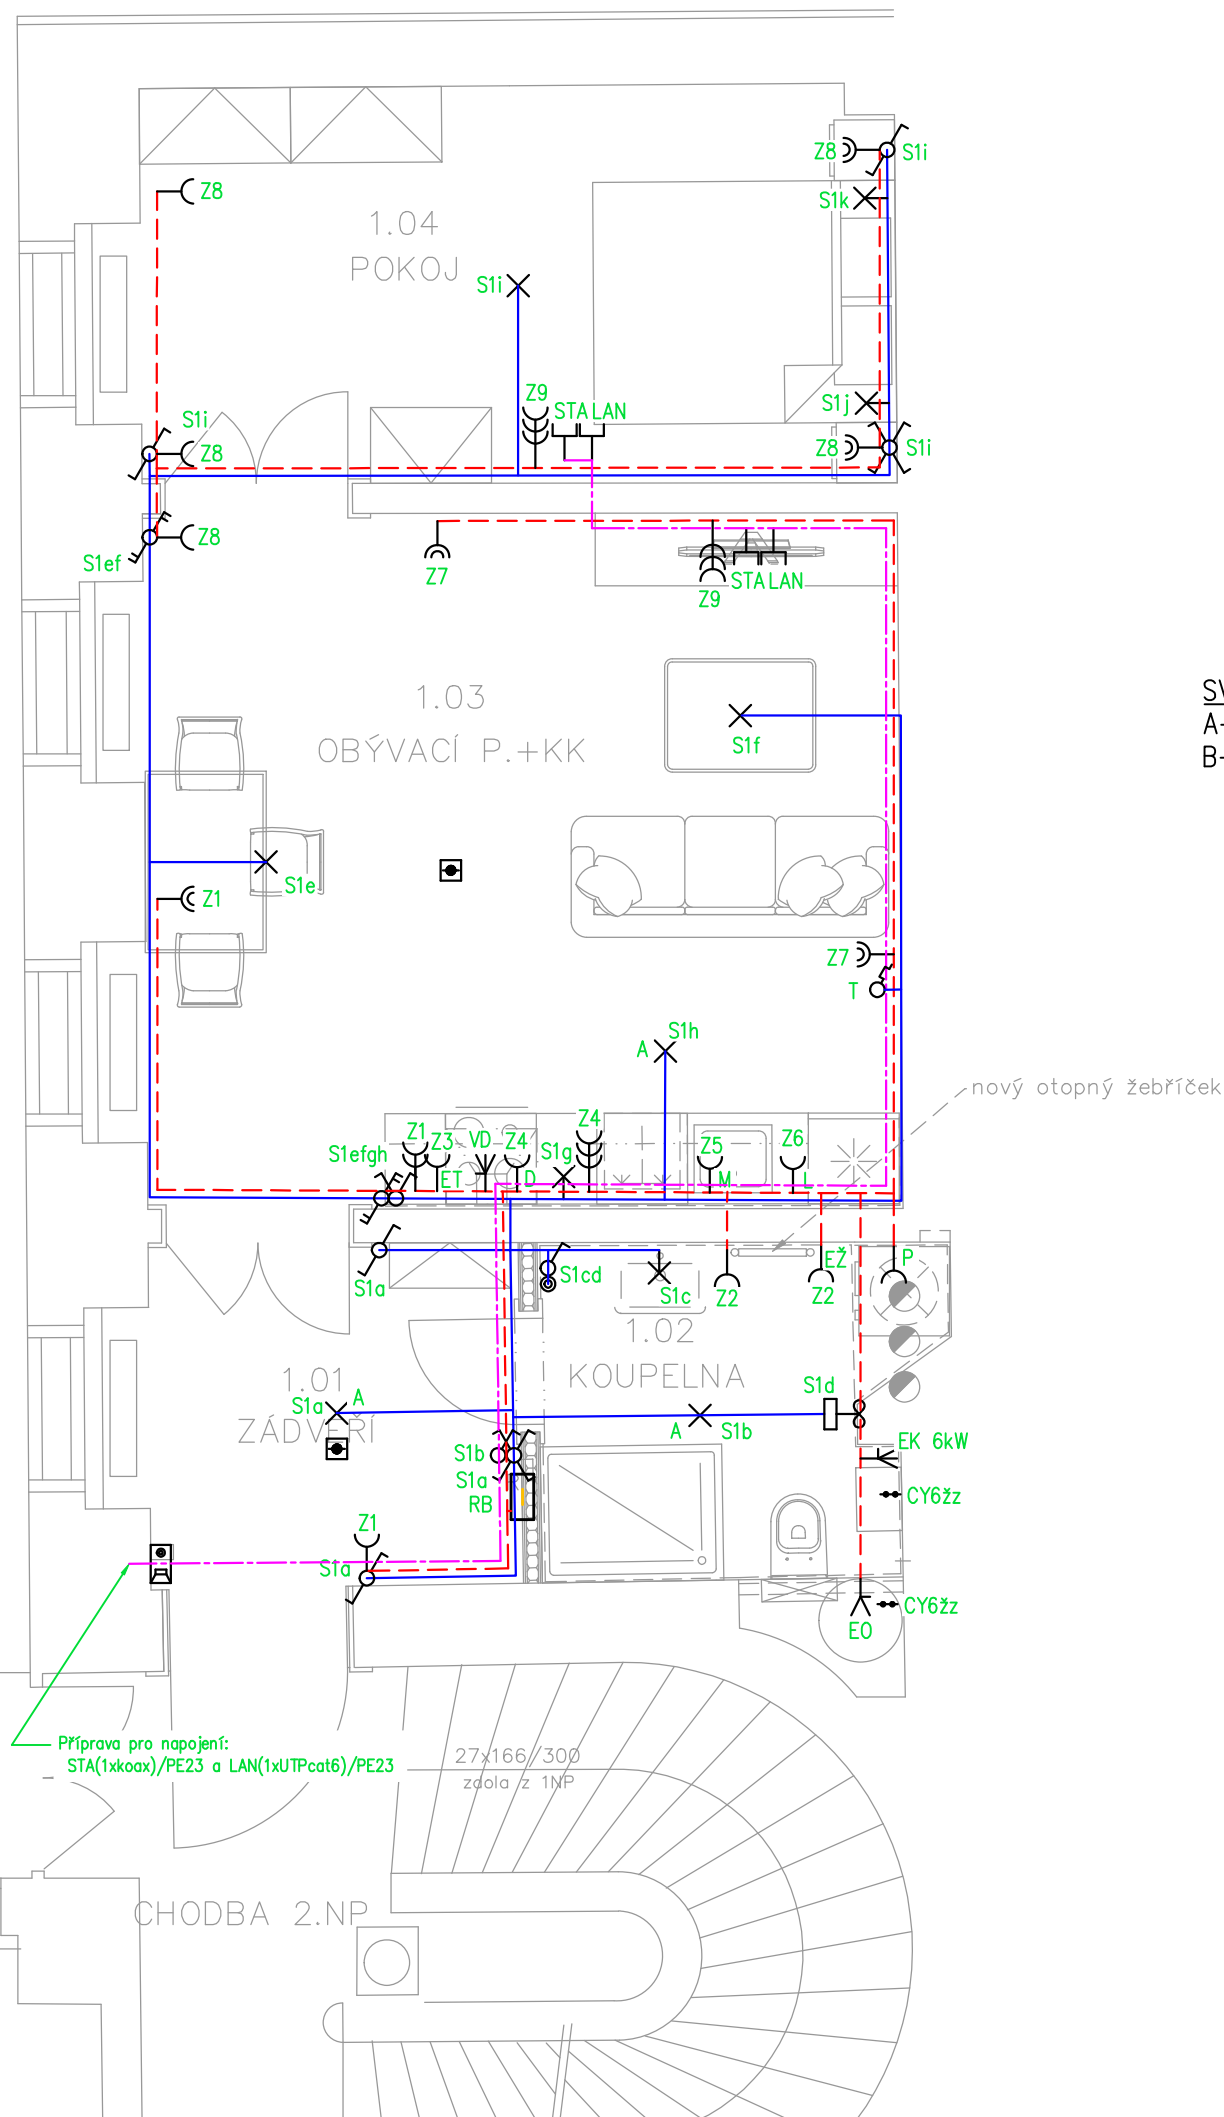 Z8
S1i
Z8
S1k
1.04
POKOJ
S1i
Z9
STA
LAN
S1j
S1i
Z8
Z8
S1i
Z8
S1ef
Z7
STA
LAN
Z9
SV
A-
B-
1.03
OBÝVACÍ P.+KK
S1f
S1e
Z1
Z7
T
S1h
A
nový otopný žebříček
Z4
Z1
Z3
VD
Z4
S1g
Z5
Z6
S1efgh
ET
D
M
L
S1a
S1cd
S1c
Z2
EŽ
Z2
P
1.02
KOUPELNA
1.01
ZÁDVEŘÍ
S1a
A
S1d
A
S1b
S1b
S1a
RB
EK 6kW
CY6žz
Z1
S1a
CY6žz
EO
Příprava pro napojení:
STA(1xkoax)/PE23 a LAN(1xUTPcat6)/PE23
27x166/300
zdola z 1NP
CHODBA 2.NP